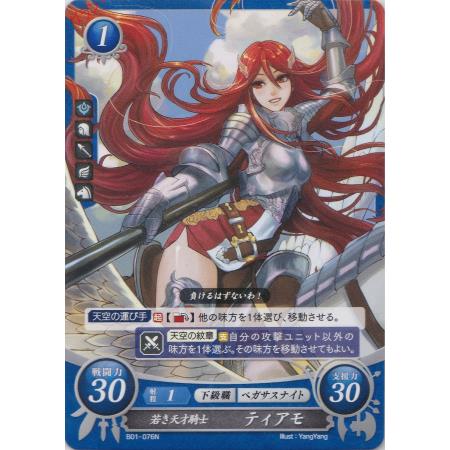 1
負けるはずないわ!
天空の運び手 起 他の味方を1体選び、移動させる。
天空の紋章 支 自分の攻撃ユニット以外の
味方を1体選ぶ。その味方を移動させてもよい。
戦闘力
30
射程 1 下級職 ペガサスナイト
支援力
30
若き天才騎士 ティアモ
B01-076N Illust : YangYang